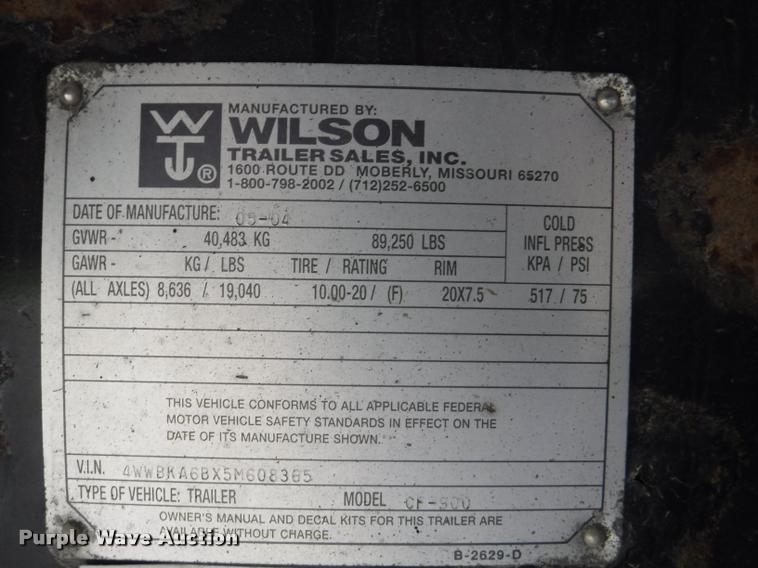 MANUFACTURED BY:
WILSON
TRAILER SALES, INC.
1600 ROUTE DD MOBERLY, MISSOURI 65270
1-800-798-2002 / (712)252-6500
WT ®
DATE OF MANUFACTURE: 05-04
GVWR - 40,483 KG 89,250 LBS
COLD
INFL PRESS
KPA / PSI
GAWR - KG / LBS TIRE / RATING RIM
(ALL AXLES) 8,636 / 19,040 10.00-20 / (F) 20X7.5 517 / 75
THIS VEHICLE CONFORMS TO ALL APPLICABLE FEDERAL
MOTOR VEHICLE SAFETY STANDARDS IN EFFECT ON THE
DATE OF ITS MANUFACTURE SHOWN.
V.I.N. 4WWBKA6BX5M608365
TYPE OF VEHICLE: TRAILER MODEL CF-900
OWNER'S MANUAL AND DECAL KITS FOR THIS TRAILER ARE
AVAILABLE WITHOUT CHARGE.
B-2629-D
Purple Wave Auction